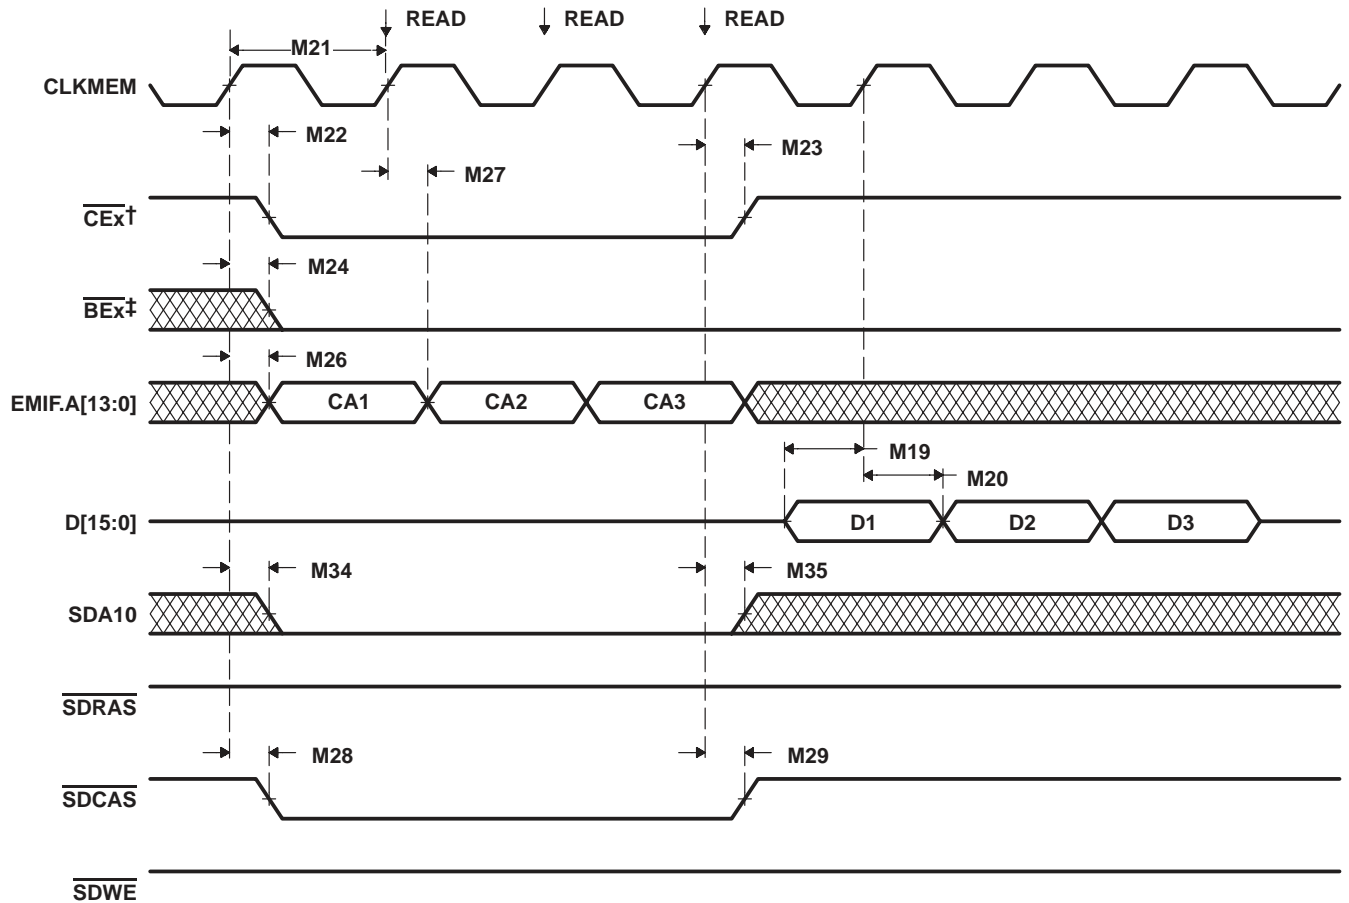 READ READ READ
M21
CLKMEM
M22
M23
M27
CEx†
M24
BEx‡
M26
EMIF.A[13:0] CA1 CA2 CA3
M19
M20
D[15:0] D1 D2 D3
M34 M35
SDA10
SDRAS
M28 M29
SDCAS
SDWE